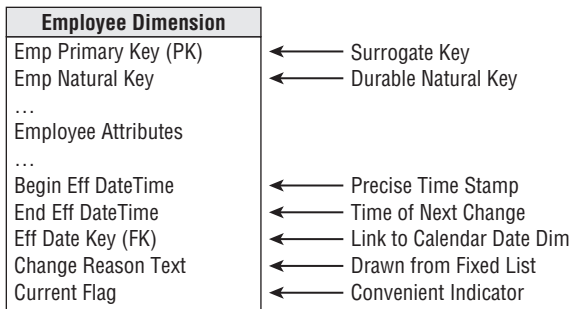 Employee Dimension
Emp Primary Key (PK) Surrogate Key
Emp Natural Key Durable Natural Key
…
Employee Attributes
…
Begin Eff DateTime Precise Time Stamp
End Eff DateTime Time of Next Change
Eff Date Key (FK) Link to Calendar Date Dim
Change Reason Text Drawn from Fixed List
Current Flag Convenient Indicator